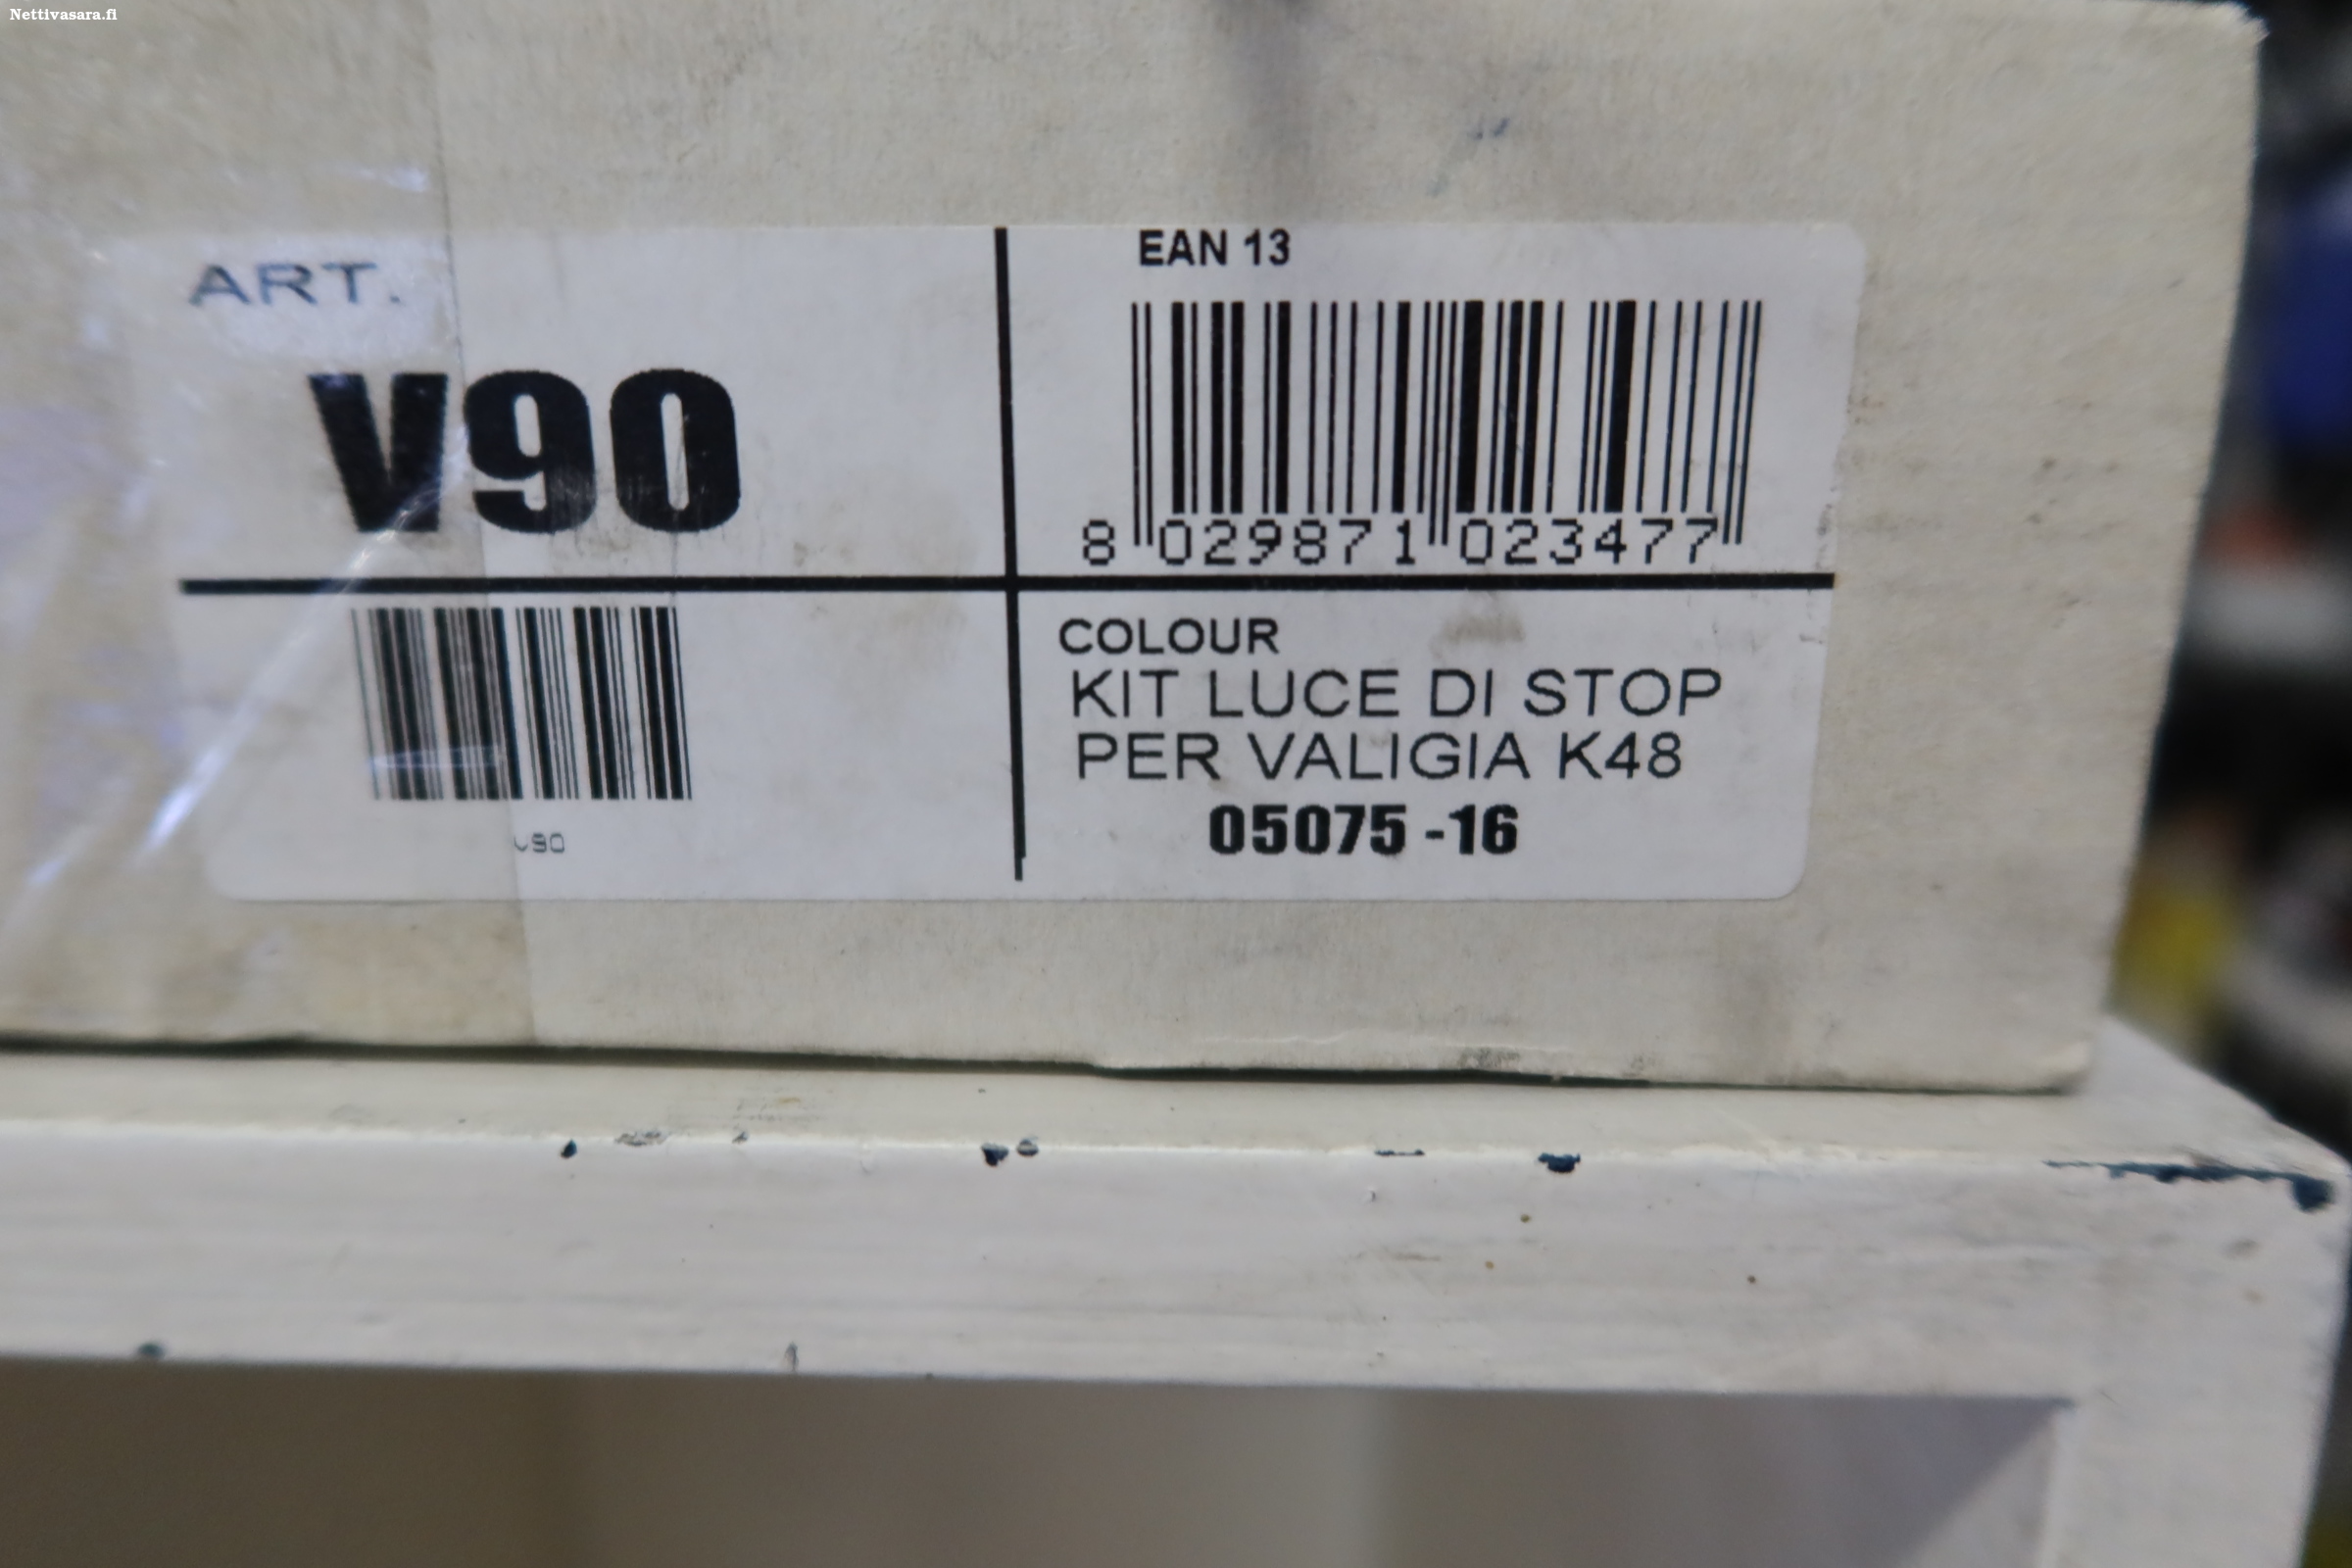 Nettivasara.fi
ART.
V90
EAN 13
8 029871 023477
V90
COLOUR
KIT LUCE DI STOP
PER VALIGIA K48
05075 -16